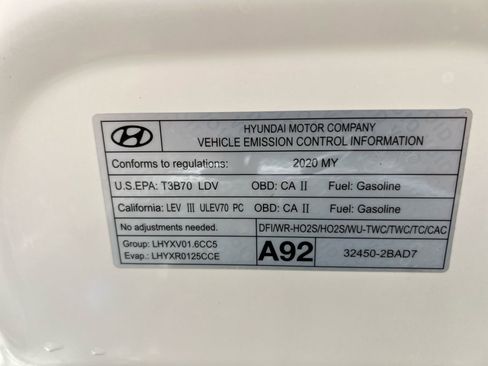 HYUNDAI MOTOR COMPANY
VEHICLE EMISSION CONTROL INFORMATION
Conforms to regulations: 2020 MY
U.S.EPA: T3B70 LDV OBD: CA II Fuel: Gasoline
California: LEV III ULEV70 PC OBD: CA II Fuel: Gasoline
No adjustments needed. DFI/WR-HO2S/HO2S/WU-TWC/TWC/TC/CAC
Group: LHYXV01.6CC5
Evap.: LHYXR0125CCE
A92 32450-2BAD7